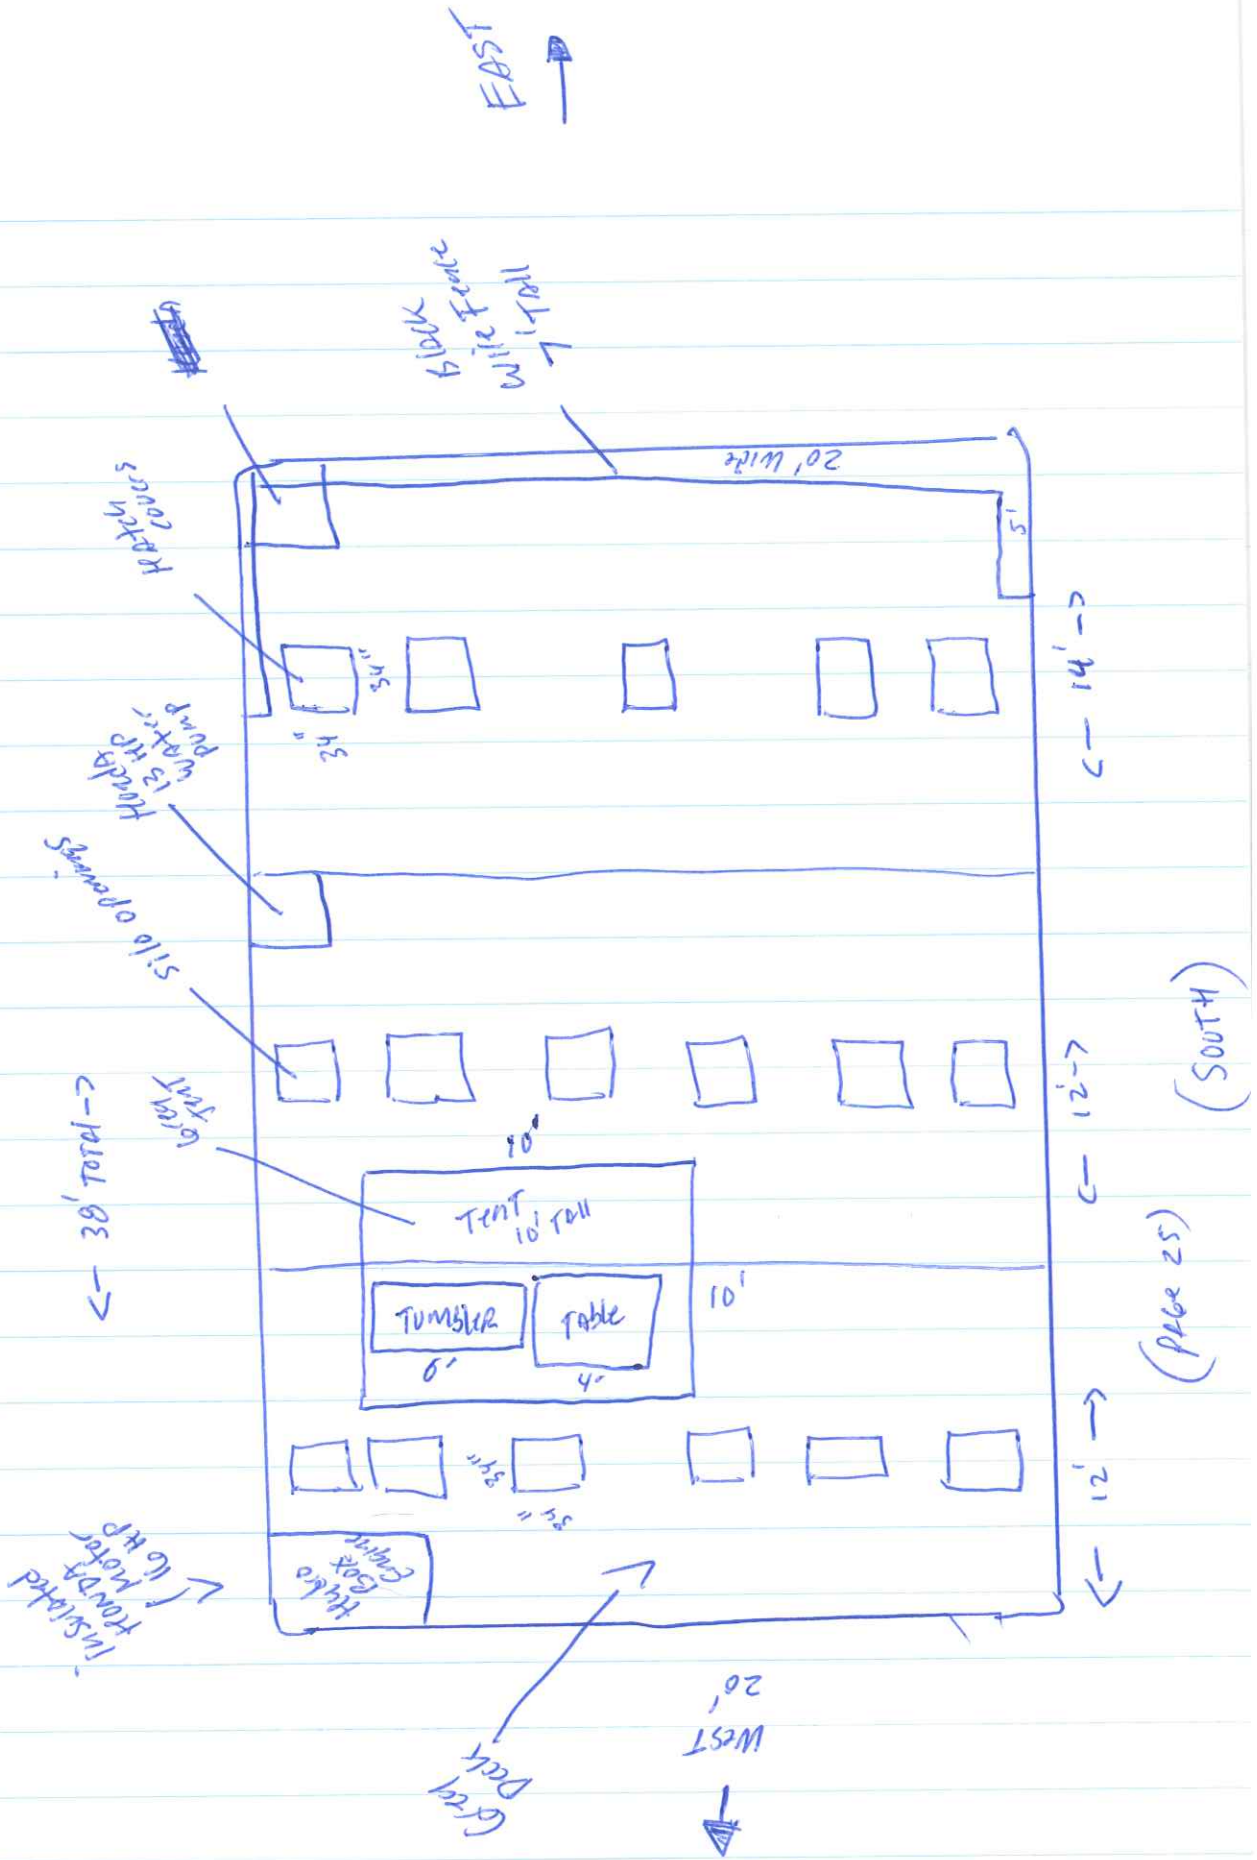 EAST
Black
Wire Fence
7' TALL
20' Wide
5'
HATCH
COVERS
34"
34"
Honda
13 HP
WATER
PUMP
Silo openings
Grey
Tent
<-- 38' TOTAL -->
<-- 14' -->
<-- 12' -->
<-- 12' -->
10'
TENT
10' TALL
10'
TUMBLER
6'
TABLE
4'
34"
34"
Hydro
Box
Engine
Insulated
HONDA
MOTOR
16 HP
Grey
Deck
WEST
20'
(SOUTH)
(PAGE 25)